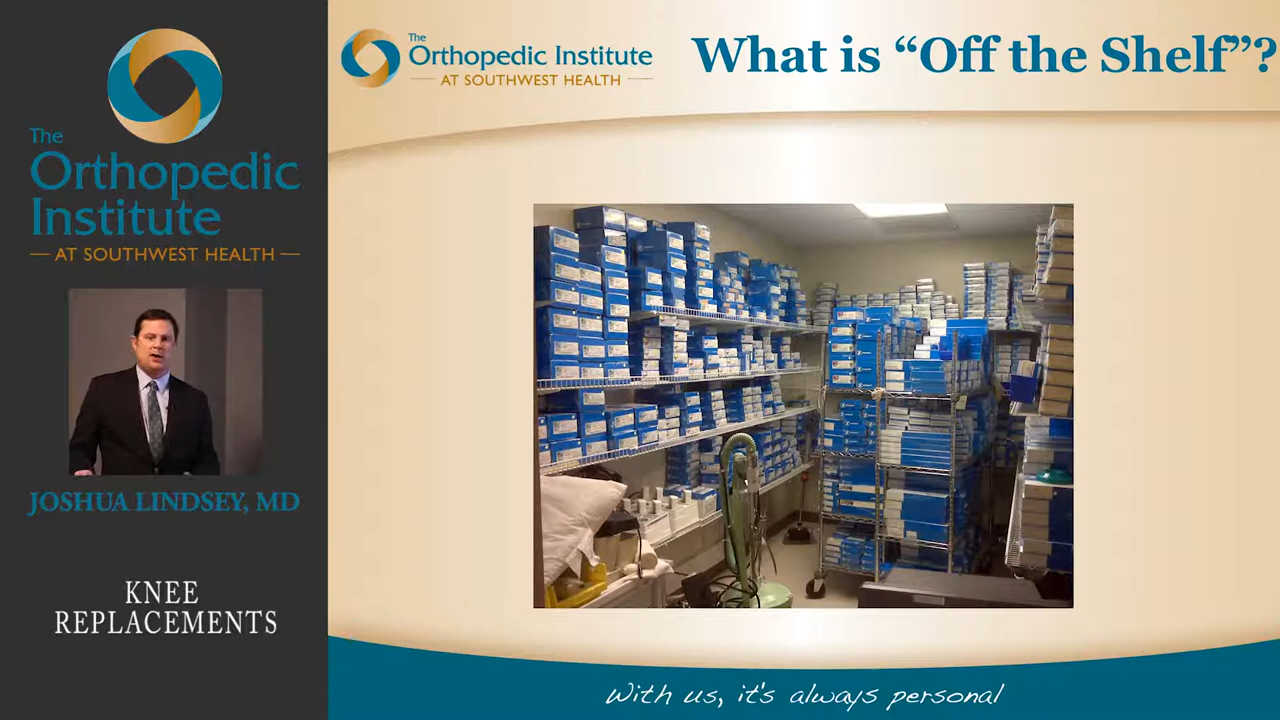 The
Orthopedic
Institute
AT SOUTHWEST HEALTH
JOSHUA LINDSEY, MD
KNEE
REPLACEMENTS
The
Orthopedic Institute
AT SOUTHWEST HEALTH
What is “Off the Shelf”?
With us, it's always personal